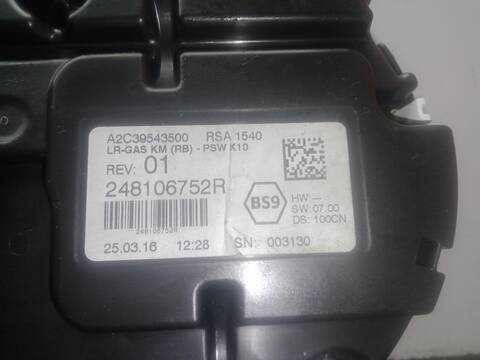 A2C39543500 RSA 1540
LR-GAS KM (RB) - PSW K10
REV: 01
248106752R
BS9
HW: ---
SW: 07.00
DS: 100CN
248106752R
25.03.16 12:28 SN: 003130